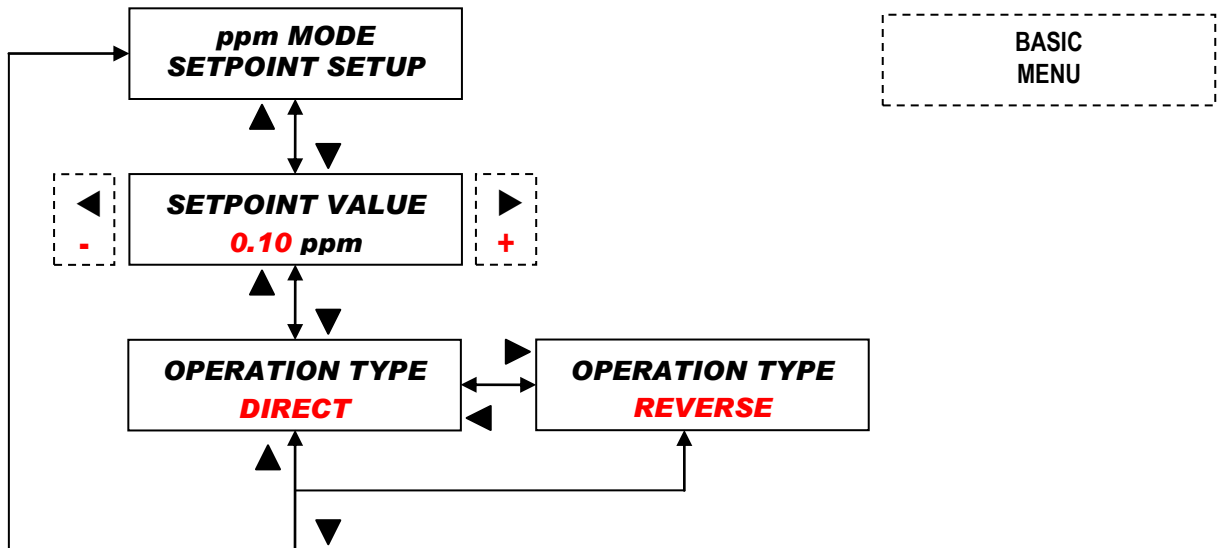 ppm MODE
SETPOINT SETUP
BASIC
MENU
SETPOINT VALUE
0.10 ppm
-
+
OPERATION TYPE
DIRECT
OPERATION TYPE
REVERSE